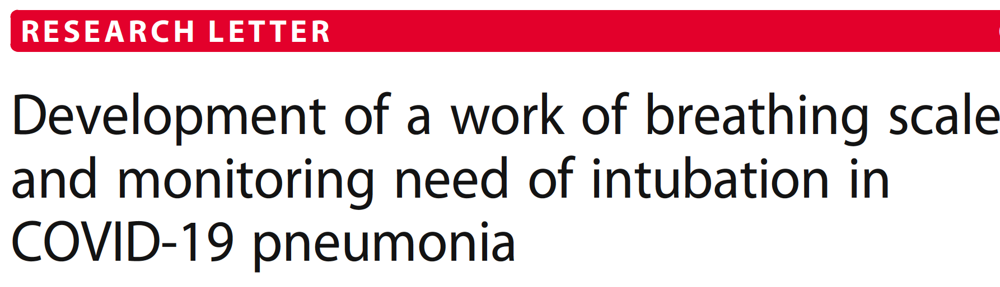 RESEARCH LETTER
Development of a work of breathing scale
and monitoring need of intubation in
COVID-19 pneumonia